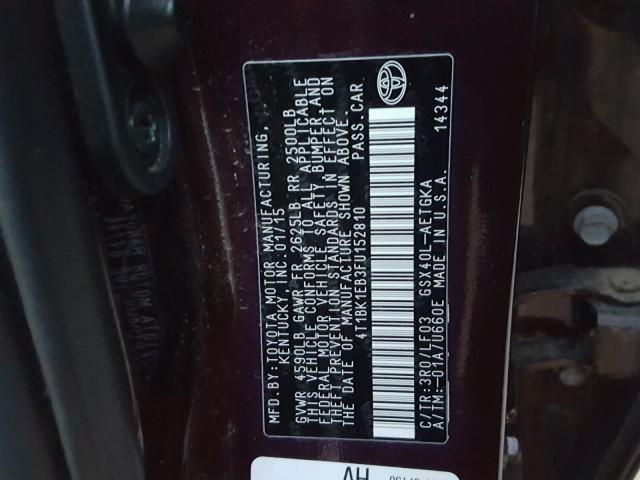 MFD.BY:TOYOTA MOTOR MANUFACTURING,
KENTUCKY, INC. 01/15
GVWR 4590LB GAWR FR 2625LB RR 2500LB
THIS VEHICLE CONFORMS TO ALL APPLICABLE
FEDERAL MOTOR VEHICLE SAFETY, BUMPER, AND
THEFT PREVENTION STANDARDS IN EFFECT ON
THE DATE OF MANUFACTURE SHOWN ABOVE.
4T1BK1EB3FU152810 PASS.CAR
C/TR:3R0/LF03 GSX40L-AETGKA
A/TM:-01A/U660E MADE IN U.S.A. 14344
AH